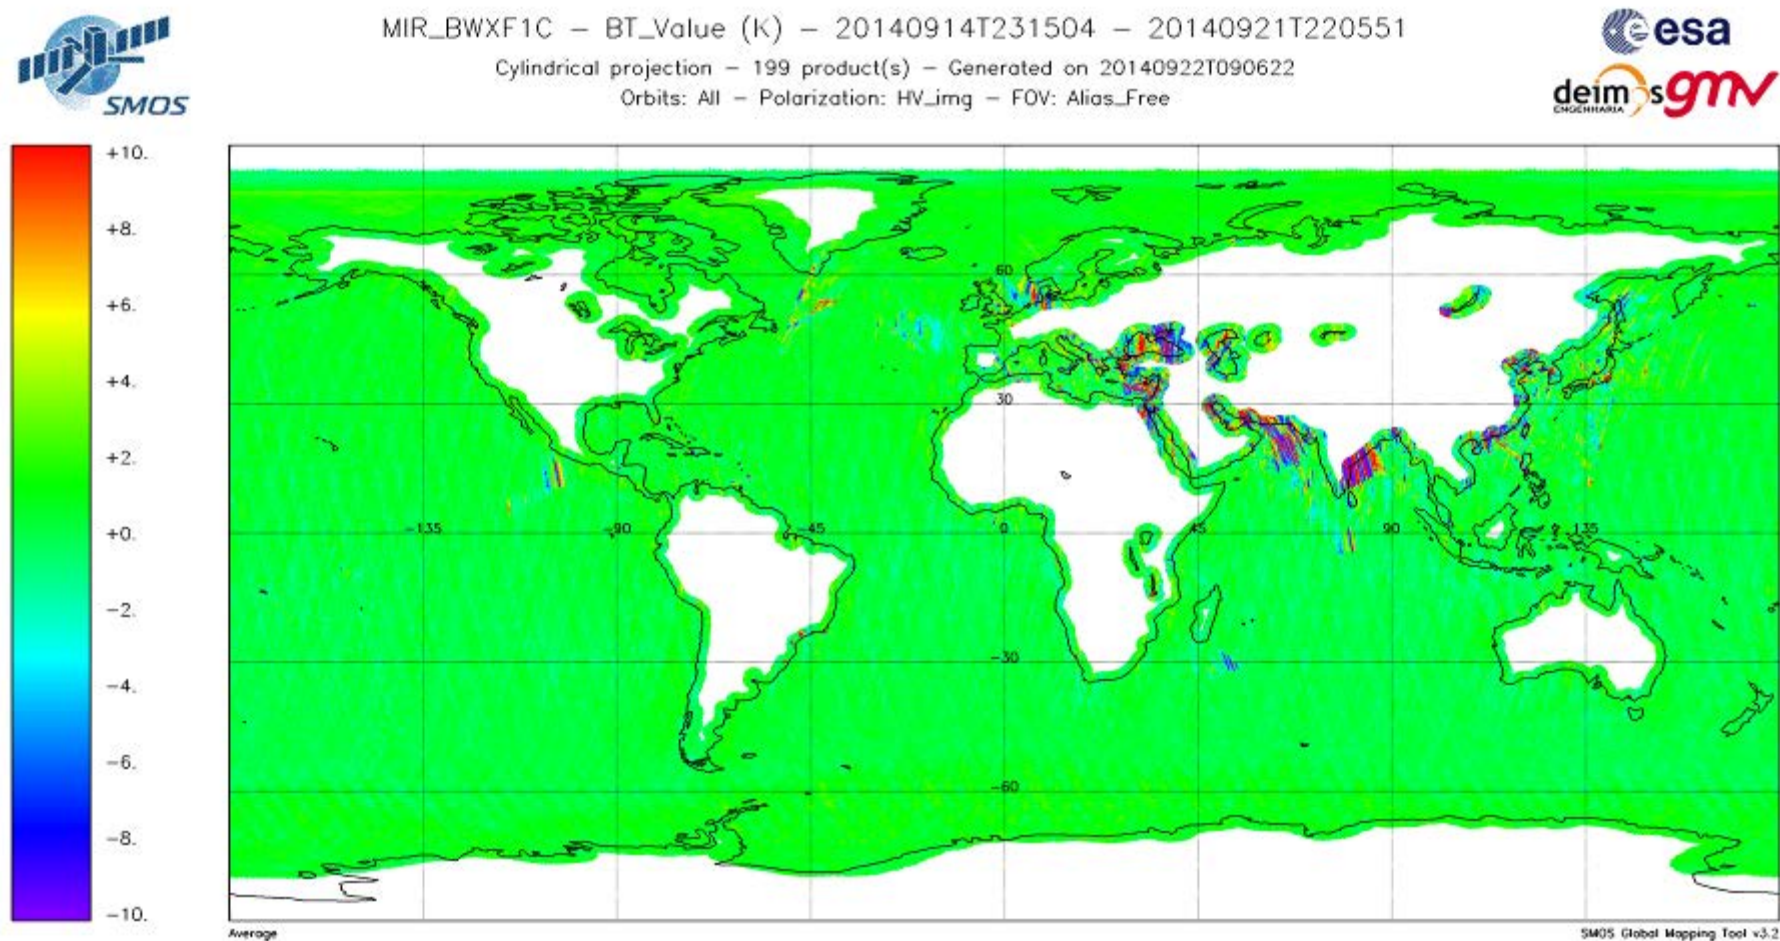 SMOS
MIR_BWXF1C – BT_Value (K) – 20140914T231504 – 20140921T220551
Cylindrical projection – 199 product(s) – Generated on 20140922T090622
Orbits: All – Polarization: HV_img – FOV: Alias_Free
esa
deimos
ENGENHARIA
gmv
+10.
+8.
+6.
+4.
+2.
+0.
−2.
−4.
−6.
−8.
−10.
60
30
−135
−90
−45
0
45
90
135
−30
−60
Average
SMOS Global Mapping Tool v3.2